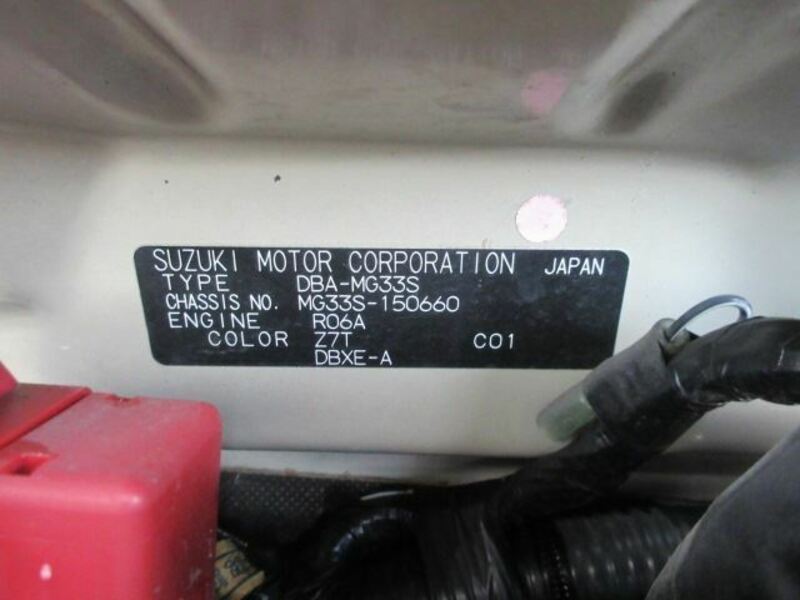 SUZUKI MOTOR CORPORATION JAPAN
TYPE DBA-MG33S
CHASSIS NO. MG33S-150660
ENGINE R06A
COLOR Z7T C01
DBXE-A